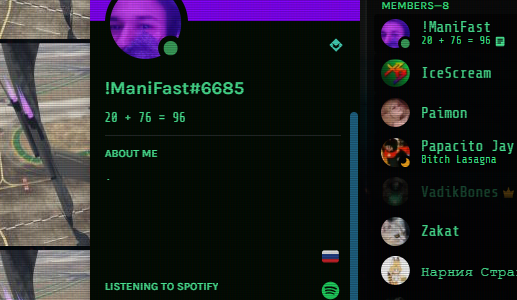 !ManiFast#6685
20 + 76 = 96
ABOUT ME
-
LISTENING TO SPOTIFY
MEMBERS—8
!ManiFast
20 + 76 = 96
IceScream
Paimon
Papacito Jay
Bitch Lasagna
VadikBones
Zakat
Нарния